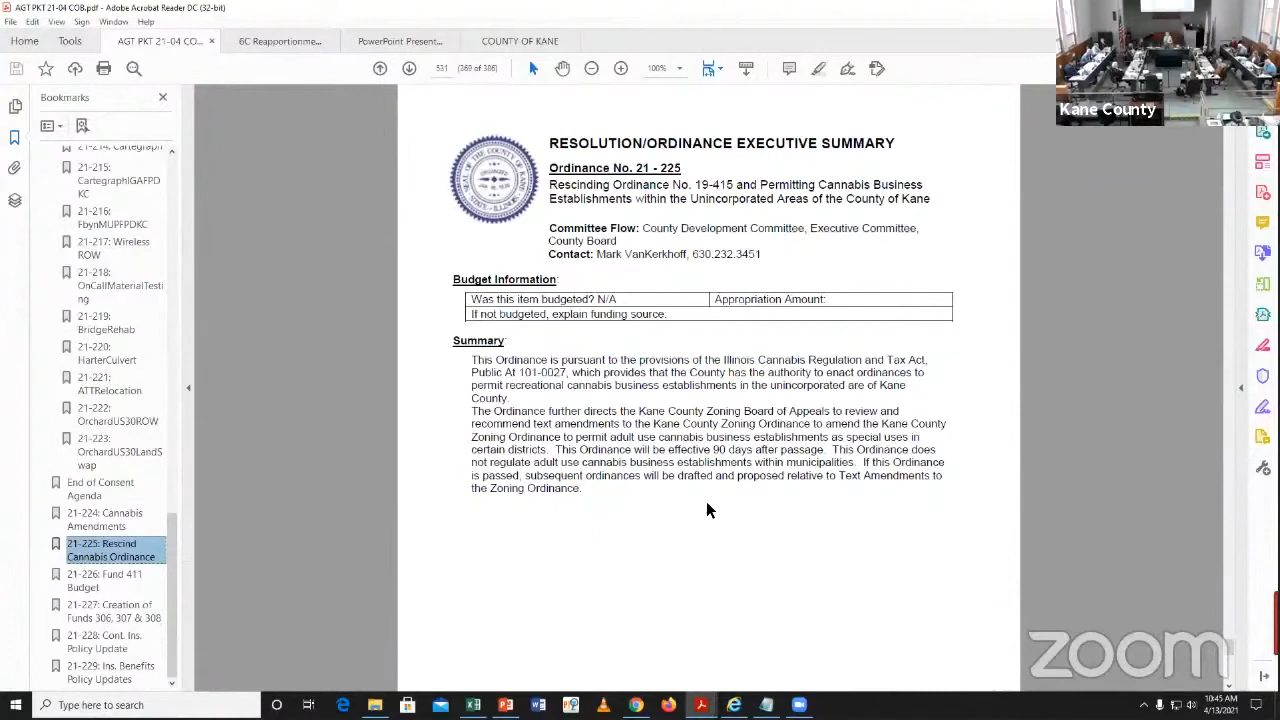 AGT PKT 21-04 COB.pdf - Adobe Acrobat Reader DC (32-bit)
File Edit View Sign Window Help
Home Tools AGT PKT 21-04 CO... × 6C Reapportionme... PowerPoint Present... COUNTY OF KANE
531 (369 of 386) 100%
Kane County
Bookmarks
21-214: Cartagraph
21-215:
CartegraphIGAFPD
KC
21-216:
FbynMUPFPDKC
21-217: Wireless
ROW
21-218:
OnCallMaterialTesti
ng
21-219:
BridgeRehab
21-220:
HarterCulvert
21-221:
ATTRelocation
21-222:
OrchardUS30ROW
21-223:
OrchardUS30LandS
wap
End of Consent
Agenda
21-224: Cannabis
Amendments
21-225: Rescind
Cannabis Ordinance
21-226: Fund 411
Budget
21-227: Creation of
Funds 306, 307 & 308
21-228: Cont. Ins.
Policy Update
21-229: Ins. Benefits
Policy Updates
RESOLUTION/ORDINANCE EXECUTIVE SUMMARY
Ordinance No. 21 - 225
Rescinding Ordinance No. 19-415 and Permitting Cannabis Business
Establishments within the Unincorporated Areas of the County of Kane
Committee Flow: County Development Committee, Executive Committee,
County Board
Contact: Mark VanKerkhoff, 630.232.3451
Budget Information:
Was this item budgeted? N/A Appropriation Amount:
If not budgeted, explain funding source.
Summary:
This Ordinance is pursuant to the provisions of the Illinois Cannabis Regulation and Tax Act,
Public At 101-0027, which provides that the County has the authority to enact ordinances to
permit recreational cannabis business establishments in the unincorporated are of Kane
County.
The Ordinance further directs the Kane County Zoning Board of Appeals to review and
recommend text amendments to the Kane County Zoning Ordinance to amend the Kane County
Zoning Ordinance to permit adult use cannabis business establishments as special uses in
certain districts. This Ordinance will be effective 90 days after passage. This Ordinance does
not regulate adult use cannabis business establishments within municipalities. If this Ordinance
is passed, subsequent ordinances will be drafted and proposed relative to Text Amendments to
the Zoning Ordinance.
zoom
Type here to search
10:45 AM
4/13/2021